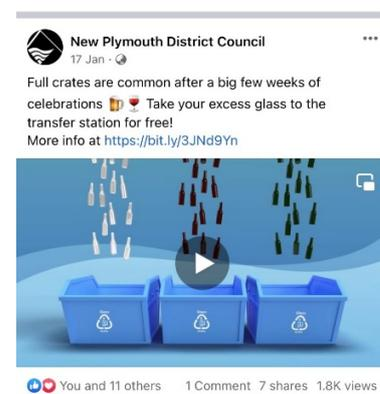 New Plymouth District Council
17 Jan ·
Full crates are common after a big few weeks of
celebrations 🍻🍷 Take your excess glass to the
transfer station for free!
More info at https://bit.ly/3JNd9Yn
You and 11 others 1 Comment 7 shares 1.8K views